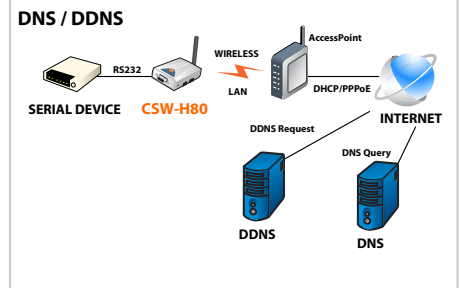 DNS / DDNS
AccessPoint
WIRELESS
RS232
LAN
DHCP/PPPoE
SERIAL DEVICE
CSW-H80
INTERNET
DDNS Request
DNS Query
DDNS
DNS